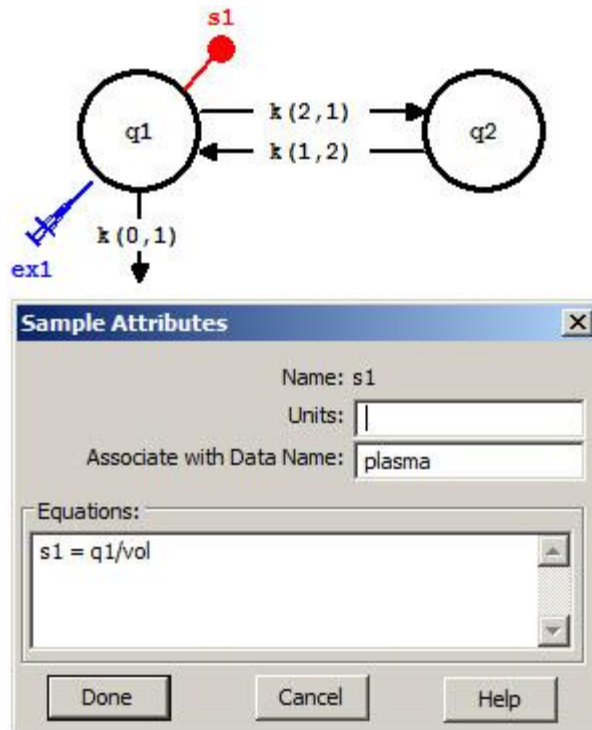 s1
q1
k(2,1)
q2
k(1,2)
k(0,1)
ex1
Sample Attributes
Name: s1
Units:
Associate with Data Name: plasma
Equations:
s1 = q1/vol
Done Cancel Help